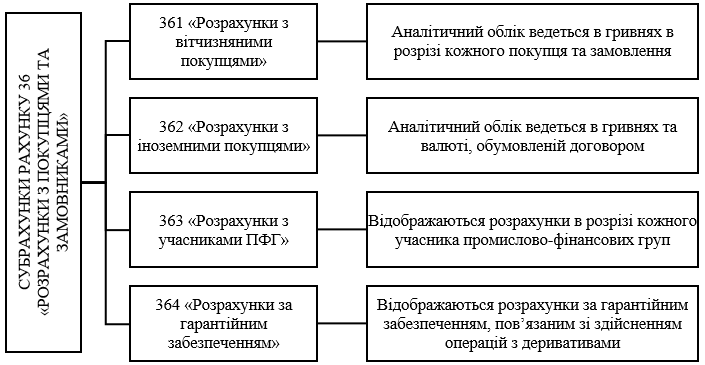 СУБРАХУНКИ РАХУНКУ 36
«РОЗРАХУНКИ З ПОКУПЦЯМИ ТА
ЗАМОВНИКАМИ»
361 «Розрахунки з
вітчизняними
покупцями»
Аналітичний облік ведеться в гривнях в
розрізі кожного покупця та замовлення
362 «Розрахунки з
іноземними покупцями»
Аналітичний облік ведеться в гривнях та
валюті, обумовленій договором
363 «Розрахунки з
учасниками ПФГ»
Відображаються розрахунки в розрізі кожного
учасника промислово-фінансових груп
364 «Розрахунки за
гарантійним
забезпеченням»
Відображаються розрахунки за гарантійним
забезпеченням, пов’язаним зі здійсненням
операцій з деривативами